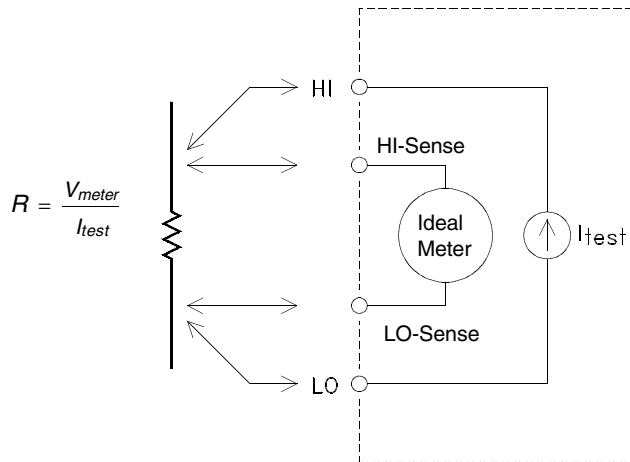 HI
HI-Sense
R = V_meter / I_test
Ideal
Meter
I_test
LO-Sense
LO